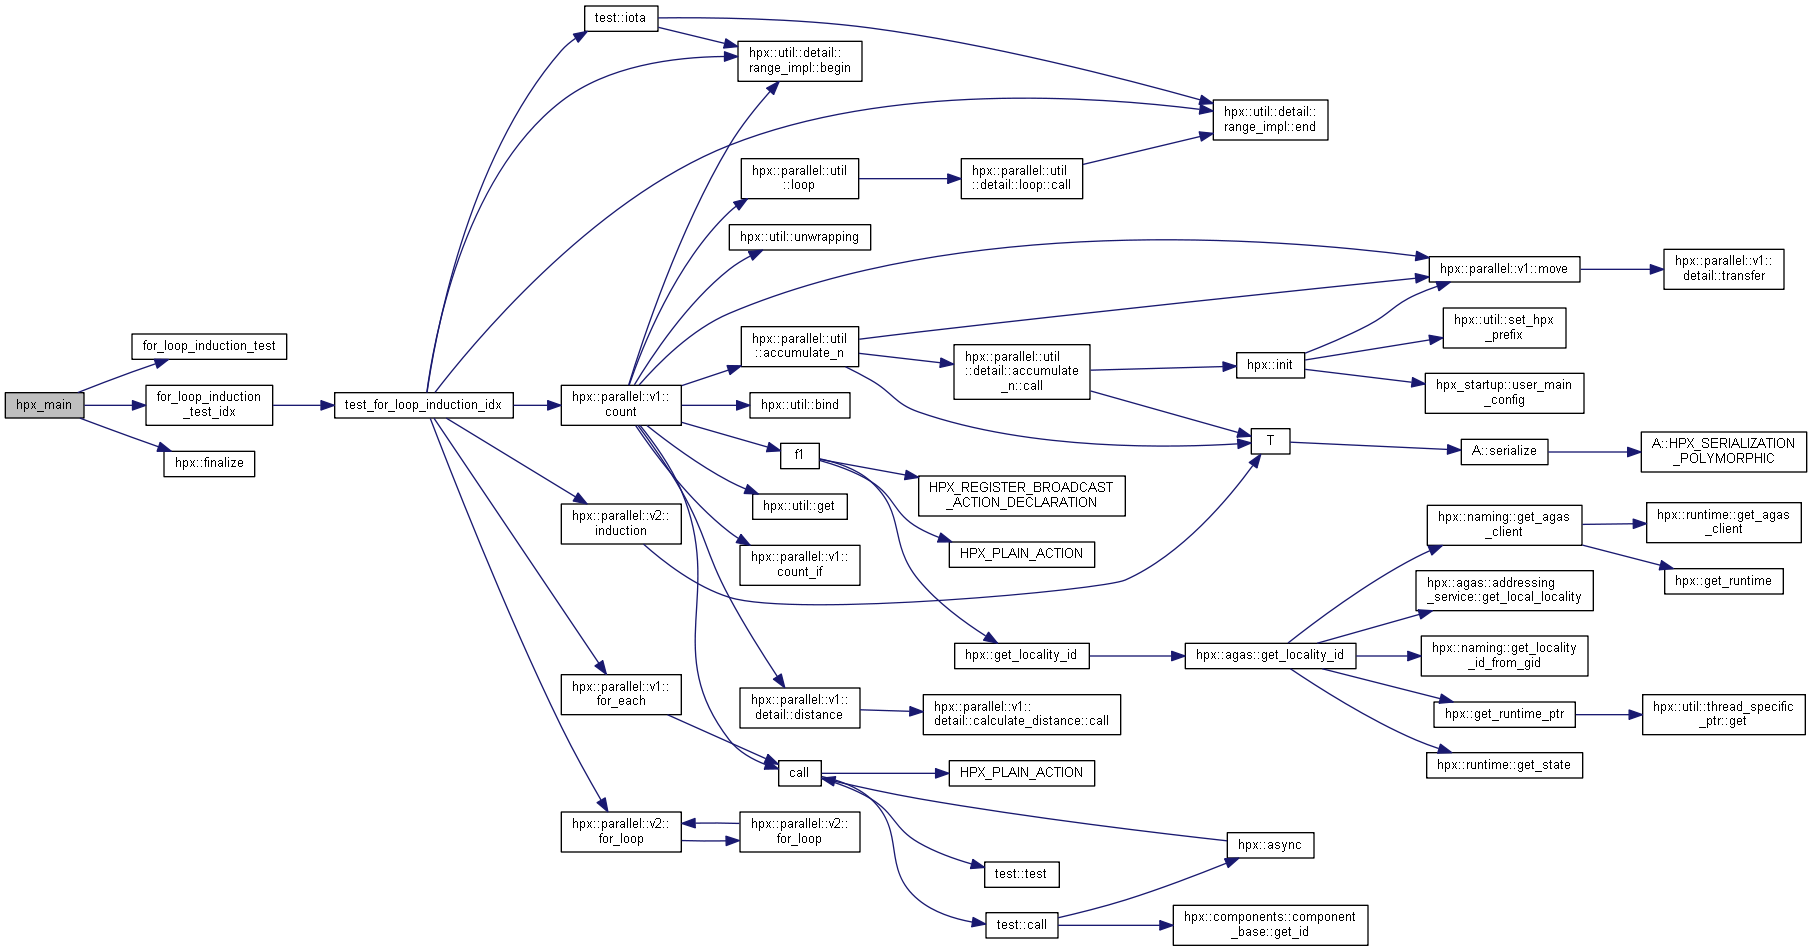 hpx_main
for_loop_induction_test
for_loop_induction
_test_idx
hpx::finalize
test_for_loop_induction_idx
test::iota
hpx::util::detail::
range_impl::begin
hpx::util::detail::
range_impl::end
hpx::parallel::v1::
count
hpx::parallel::util
::loop
hpx::parallel::util
::detail::loop::call
hpx::util::unwrapping
hpx::parallel::v1::move
hpx::parallel::v1::
detail::transfer
hpx::parallel::util
::accumulate_n
hpx::parallel::util
::detail::accumulate
_n::call
hpx::init
hpx::util::set_hpx
_prefix
hpx_startup::user_main
_config
hpx::util::bind
f1
T
A::serialize
A::HPX_SERIALIZATION
_POLYMORPHIC
HPX_REGISTER_BROADCAST
_ACTION_DECLARATION
hpx::util::get
HPX_PLAIN_ACTION
hpx::parallel::v2::
induction
hpx::parallel::v1::
count_if
hpx::get_locality_id
hpx::agas::get_locality_id
hpx::naming::get_agas
_client
hpx::runtime::get_agas
_client
hpx::get_runtime
hpx::agas::addressing
_service::get_local_locality
hpx::naming::get_locality
_id_from_gid
hpx::get_runtime_ptr
hpx::util::thread_specific
_ptr::get
hpx::runtime::get_state
hpx::parallel::v1::
for_each
hpx::parallel::v1::
detail::distance
hpx::parallel::v1::
detail::calculate_distance::call
call
HPX_PLAIN_ACTION
hpx::parallel::v2::
for_loop
hpx::parallel::v2::
for_loop
hpx::async
test::test
test::call
hpx::components::component
_base::get_id